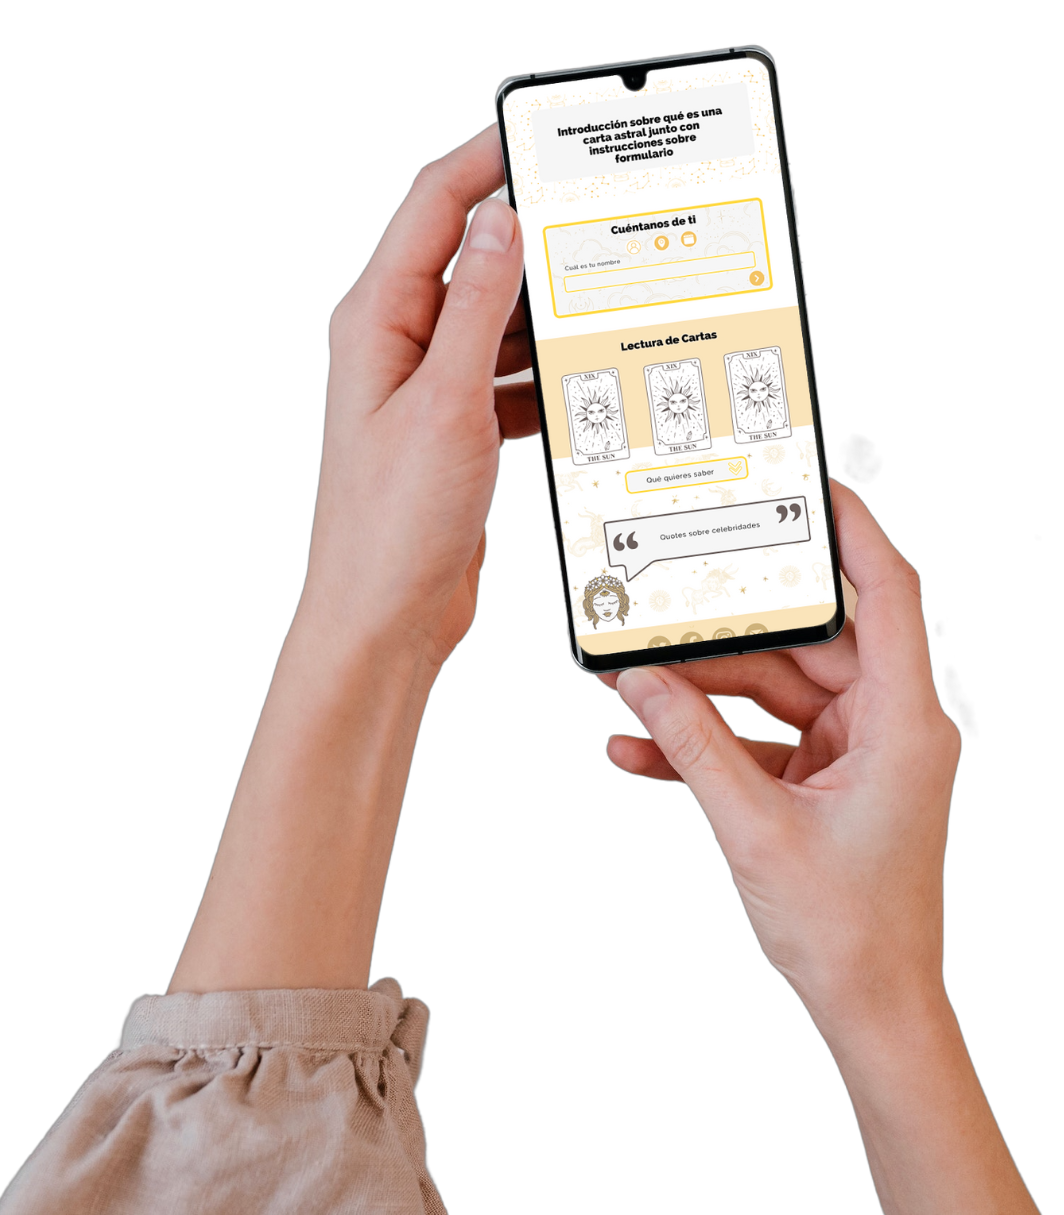 Introducción sobre qué es una
carta astral junto con
instrucciones sobre
formulario
Cuéntanos de ti
Cuál es tu nombre
Lectura de Cartas
XIX
XIX
XIX
THE SUN
THE SUN
THE SUN
Qué quieres saber
“ Quotes sobre celebridades ”